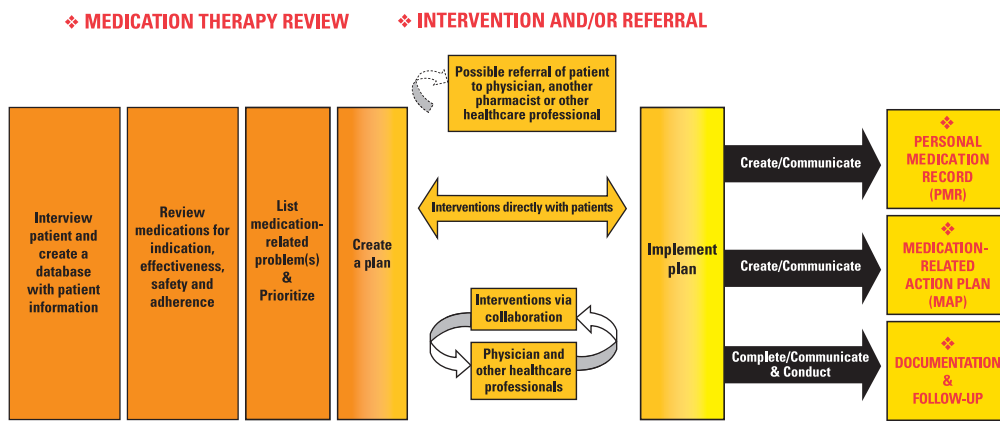 ❖ MEDICATION THERAPY REVIEW
❖ INTERVENTION AND/OR REFERRAL
Interview
patient and
create a
database
with patient
information
Review
medications for
indication,
effectiveness,
safety and
adherence
List
medication-
related
problem(s)
&
Prioritize
Create
a plan
Possible referral of patient
to physician, another
pharmacist or other
healthcare professional
Interventions directly with patients
Interventions via
collaboration
Physician and
other healthcare
professionals
Implement
plan
Create/Communicate
❖
PERSONAL
MEDICATION
RECORD
(PMR)
Create/Communicate
❖
MEDICATION-
RELATED
ACTION PLAN
(MAP)
Complete/Communicate
& Conduct
❖
DOCUMENTATION
&
FOLLOW-UP